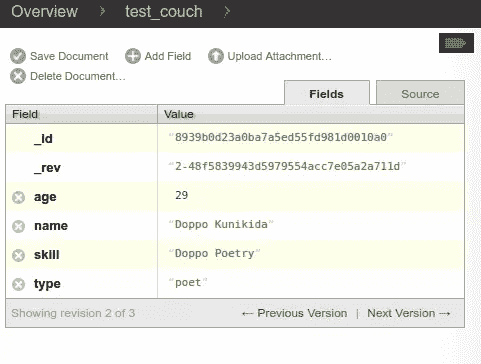 Overview > test_couch >
Save Document Add Field Upload Attachment…
Delete Document…
Fields Source
Field Value
_id "8939b0d23a0ba7a5ed55fd981d0010a0"
_rev "2-48f5839943d5979554acc7e05a2a711d"
age 29
name "Doppo Kunikida"
skill "Doppo Poetry"
type "poet"
Showing revision 2 of 3 ← Previous Version | Next Version →